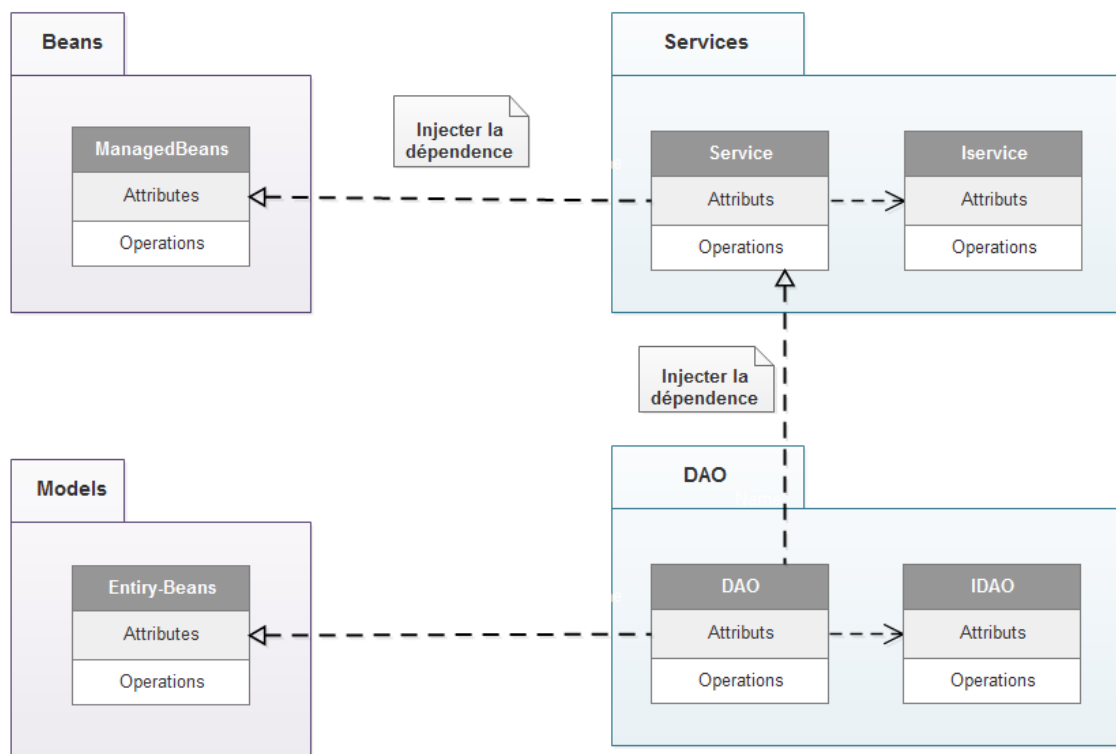 Beans
Services
Injecter la
dépendence
ManagedBeans
Attributes
Operations
Service
Attributs
Operations
Iservice
Attributs
Operations
Injecter la
dépendence
Models
DAO
Entiry-Beans
Attributes
Operations
DAO
Attributs
Operations
IDAO
Attributs
Operations